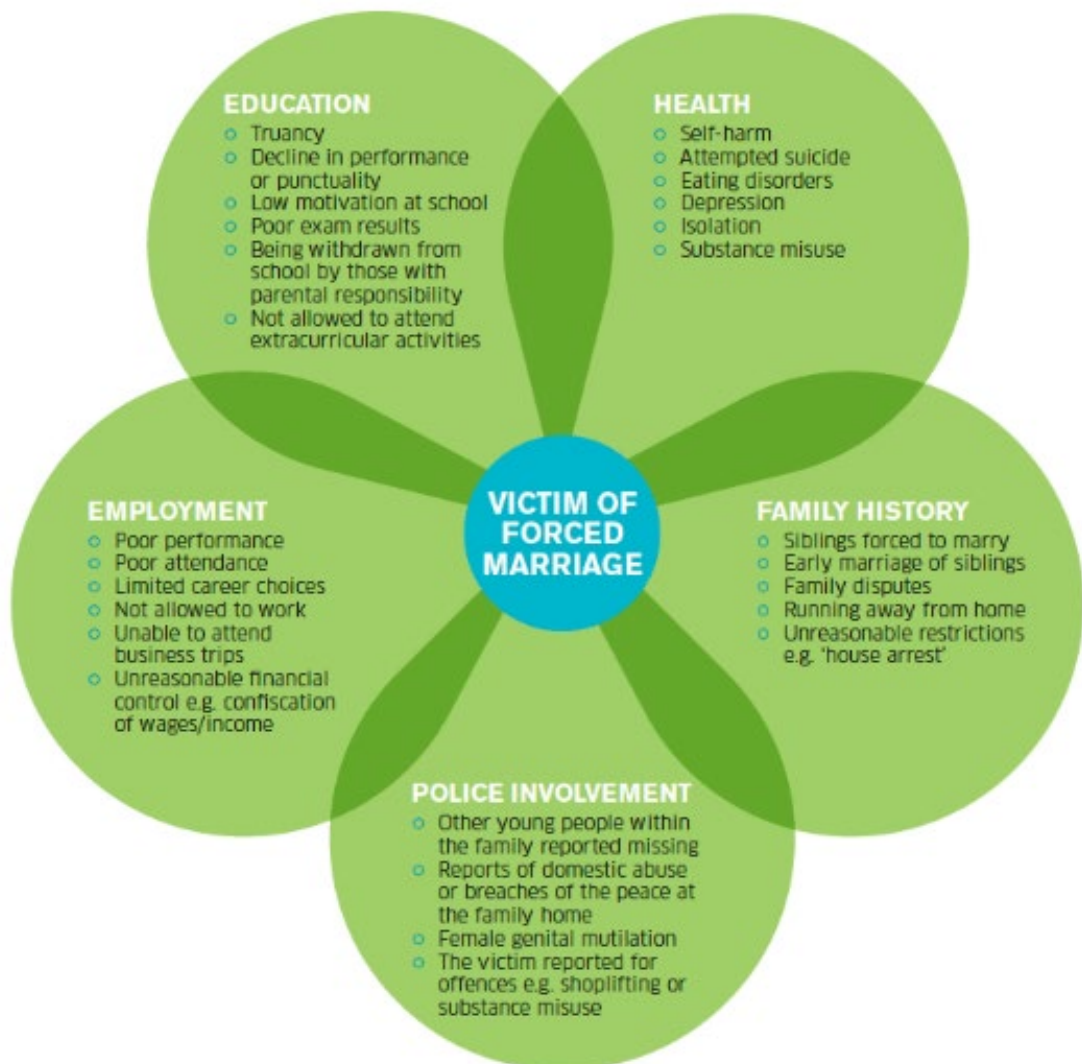 EDUCATION
Truancy
Decline in performance
or punctuality
Low motivation at school
Poor exam results
Being withdrawn from
school by those with
parental responsibility
Not allowed to attend
extracurricular activities
HEALTH
Self-harm
Attempted suicide
Eating disorders
Depression
Isolation
Substance misuse
EMPLOYMENT
Poor performance
Poor attendance
Limited career choices
Not allowed to work
Unable to attend
business trips
Unreasonable financial
control e.g. confiscation
of wages/income
VICTIM OF
FORCED
MARRIAGE
FAMILY HISTORY
Siblings forced to marry
Early marriage of siblings
Family disputes
Running away from home
Unreasonable restrictions
e.g. 'house arrest'
POLICE INVOLVEMENT
Other young people within
the family reported missing
Reports of domestic abuse
or breaches of the peace at
the family home
Female genital mutilation
The victim reported for
offences e.g. shoplifting or
substance misuse